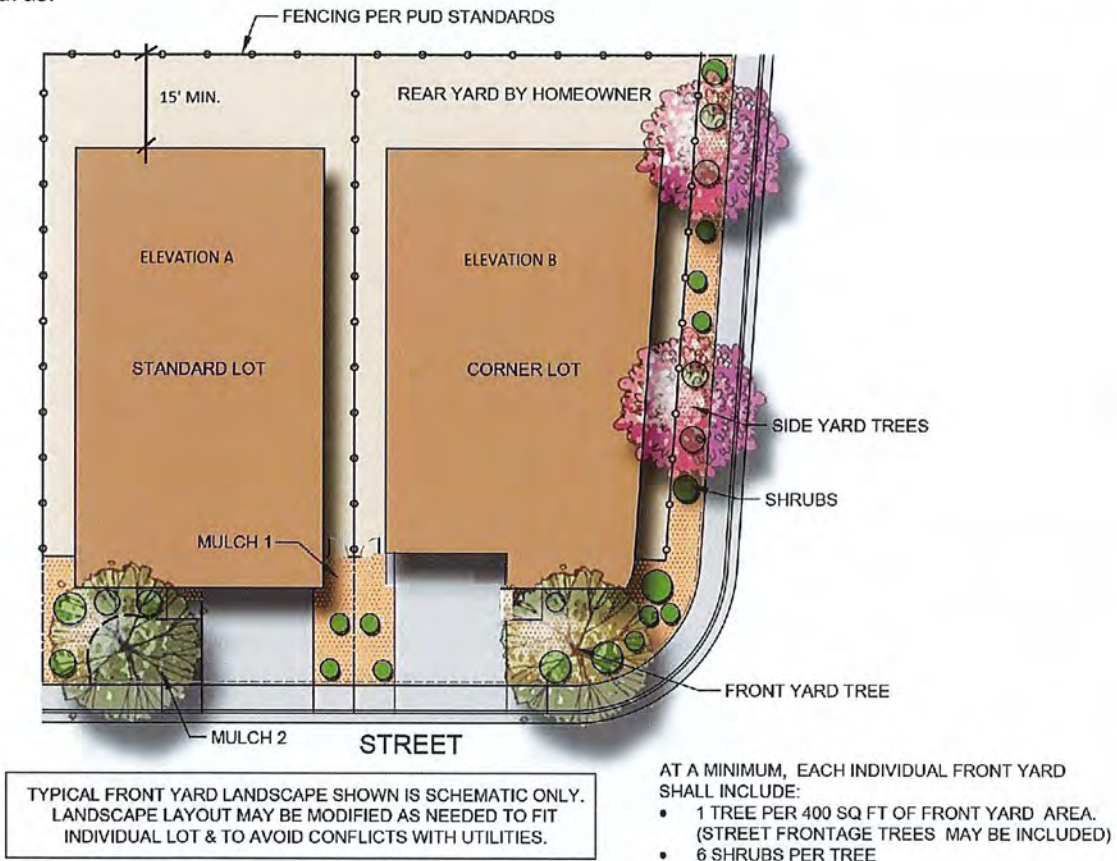 FENCING PER PUD STANDARDS
15' MIN.
REAR YARD BY HOMEOWNER
ELEVATION A
ELEVATION B
STANDARD LOT
CORNER LOT
SIDE YARD TREES
SHRUBS
MULCH 1
FRONT YARD TREE
MULCH 2
STREET
TYPICAL FRONT YARD LANDSCAPE SHOWN IS SCHEMATIC ONLY.
LANDSCAPE LAYOUT MAY BE MODIFIED AS NEEDED TO FIT
INDIVIDUAL LOT & TO AVOID CONFLICTS WITH UTILITIES.
AT A MINIMUM, EACH INDIVIDUAL FRONT YARD
SHALL INCLUDE:
• 1 TREE PER 400 SQ FT OF FRONT YARD AREA.
(STREET FRONTAGE TREES MAY BE INCLUDED)
• 6 SHRUBS PER TREE